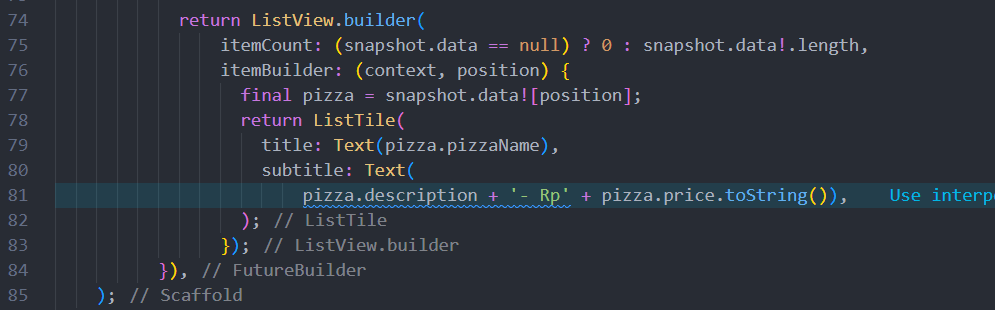 74 return ListView.builder(
75 itemCount: (snapshot.data == null) ? 0 : snapshot.data!.length,
76 itemBuilder: (context, position) {
77 final pizza = snapshot.data![position];
78 return ListTile(
79 title: Text(pizza.pizzaName),
80 subtitle: Text(
81 pizza.description + ' - Rp' + pizza.price.toString()), Use interp
82 ); // ListTile
83 }); // ListView.builder
84 }), // FutureBuilder
85 ); // Scaffold